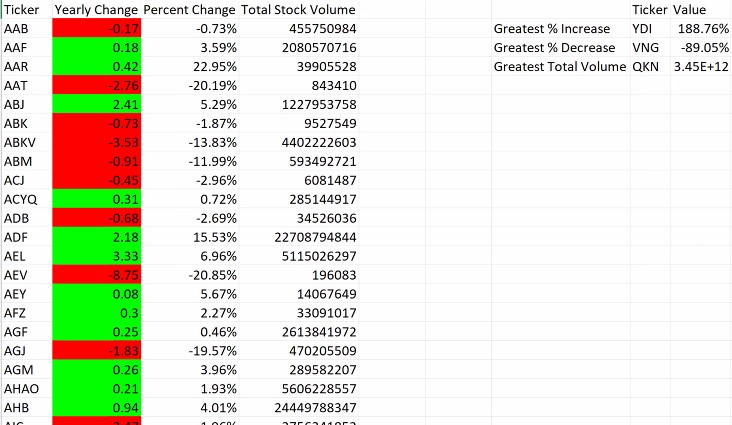 Ticker Yearly Change Percent Change Total Stock Volume Ticker Value
AAB -0.17 -0.73% 455750984 Greatest % Increase YDI 188.76%
AAF 0.18 3.59% 2080570716 Greatest % Decrease VNG -89.05%
AAR 0.42 22.95% 39905528 Greatest Total Volume QKN 3.45E+12
AAT -2.76 -20.19% 843410
ABJ 2.41 5.29% 1227953758
ABK -0.73 -1.87% 9527549
ABKV -3.53 -13.83% 4402222603
ABM -0.91 -11.99% 593492721
ACJ -0.45 -2.96% 6081487
ACYQ 0.31 0.72% 285144917
ADB -0.68 -2.69% 34526036
ADF 2.18 15.53% 22708794844
AEL 3.33 6.96% 5115026297
AEV -8.75 -20.85% 196083
AEY 0.08 5.67% 14067649
AFZ 0.3 2.27% 33091017
AGF 0.25 0.46% 2613841972
AGJ -1.83 -19.57% 470205509
AGM 0.26 3.96% 289582207
AHAO 0.21 1.93% 5606228557
AHB 0.94 4.01% 24449788347